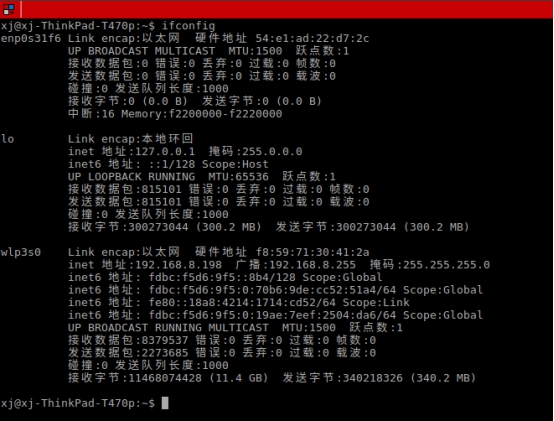 xj@xj-ThinkPad-T470p:~$ ifconfig
enp0s31f6 Link encap:以太网  硬件地址 54:e1:ad:22:d7:2c
UP BROADCAST MULTICAST  MTU:1500  跃点数:1
接收数据包:0 错误:0 丢弃:0 过载:0 帧数:0
发送数据包:0 错误:0 丢弃:0 过载:0 载波:0
碰撞:0 发送队列长度:1000
接收字节:0 (0.0 B)  发送字节:0 (0.0 B)
中断:16 Memory:f2200000-f2220000
lo        Link encap:本地环回
inet 地址:127.0.0.1  掩码:255.0.0.0
inet6 地址: ::1/128 Scope:Host
UP LOOPBACK RUNNING  MTU:65536  跃点数:1
接收数据包:815101 错误:0 丢弃:0 过载:0 帧数:0
发送数据包:815101 错误:0 丢弃:0 过载:0 载波:0
碰撞:0 发送队列长度:1000
接收字节:300273044 (300.2 MB)  发送字节:300273044 (300.2 MB)
wlp3s0    Link encap:以太网  硬件地址 f8:59:71:30:41:2a
inet 地址:192.168.8.198  广播:192.168.8.255  掩码:255.255.255.0
inet6 地址: fdbc:f5d6:9f5::8b4/128 Scope:Global
inet6 地址: fdbc:f5d6:9f5:0:70b6:9de:cc52:51a4/64 Scope:Global
inet6 地址: fe80::18a8:4214:1714:cd52/64 Scope:Link
inet6 地址: fdbc:f5d6:9f5:0:19ae:7eef:2504:da6/64 Scope:Global
UP BROADCAST RUNNING MULTICAST  MTU:1500  跃点数:1
接收数据包:8379537 错误:0 丢弃:0 过载:0 帧数:0
发送数据包:2273685 错误:0 丢弃:0 过载:0 载波:0
碰撞:0 发送队列长度:1000
接收字节:11468074428 (11.4 GB)  发送字节:340218326 (340.2 MB)
xj@xj-ThinkPad-T470p:~$